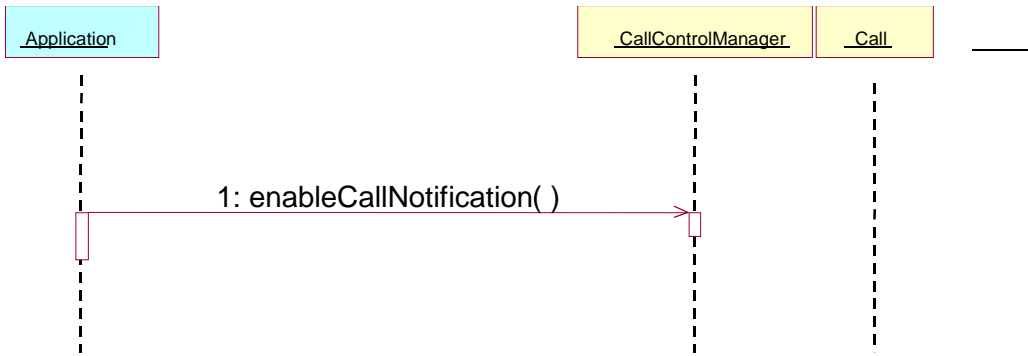 Application
CallControlManager
Call
1: enableCallNotification( )